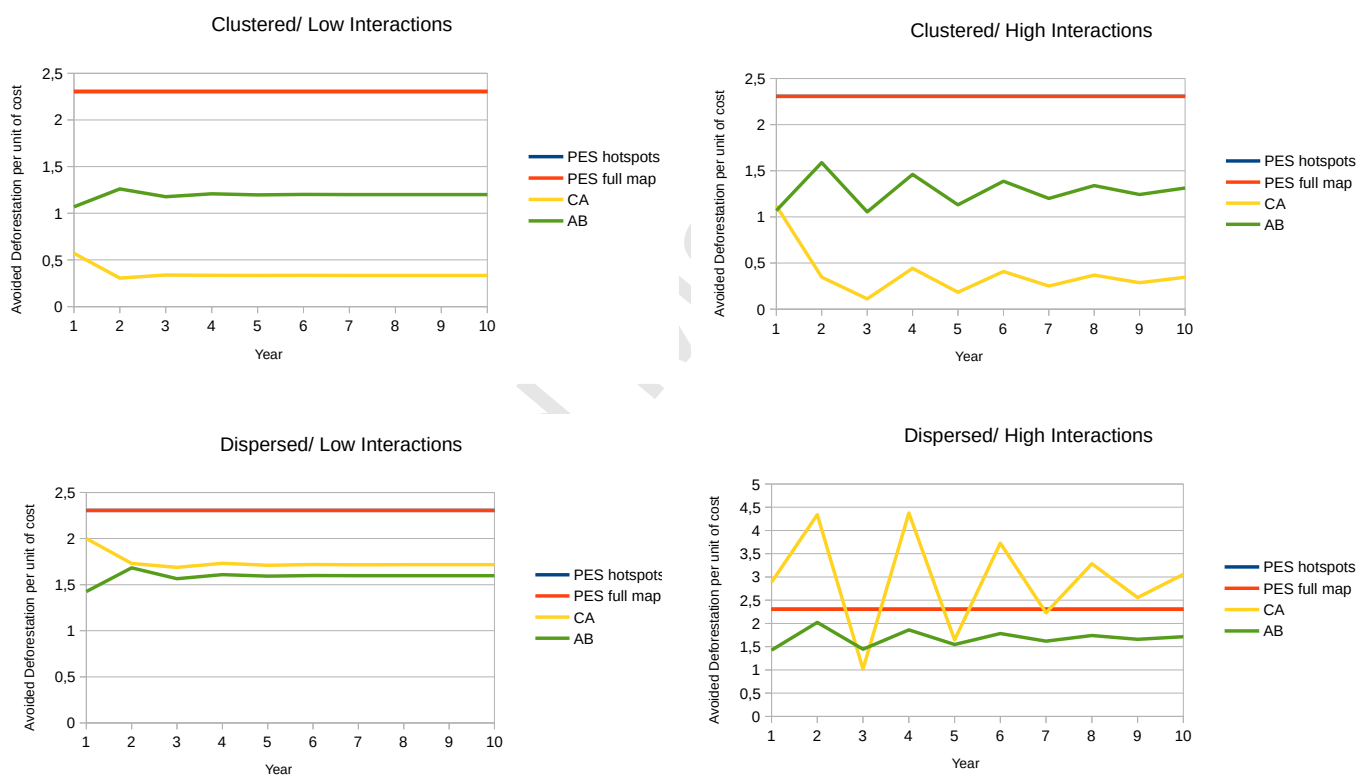 Clustered/ Low Interactions
Avoided Deforestation per unit of cost
2,5
2
1,5
1
0,5
0
1 2 3 4 5 6 7 8 9 10
Year
PES hotspots
PES full map
CA
AB
Clustered/ High Interactions
Avoided Deforestation per unit of cost
2,5
2
1,5
1
0,5
0
1 2 3 4 5 6 7 8 9 10
Year
PES hotspots
PES full map
CA
AB
Dispersed/ Low Interactions
Avoided Deforestation per unit of cost
2,5
2
1,5
1
0,5
0
1 2 3 4 5 6 7 8 9 10
Year
PES hotspots
PES full map
CA
AB
Dispersed/ High Interactions
Avoided Deforestation per unit of cost
5
4,5
4
3,5
3
2,5
2
1,5
1
0,5
0
1 2 3 4 5 6 7 8 9 10
Year
PES hotspots
PES full map
CA
AB